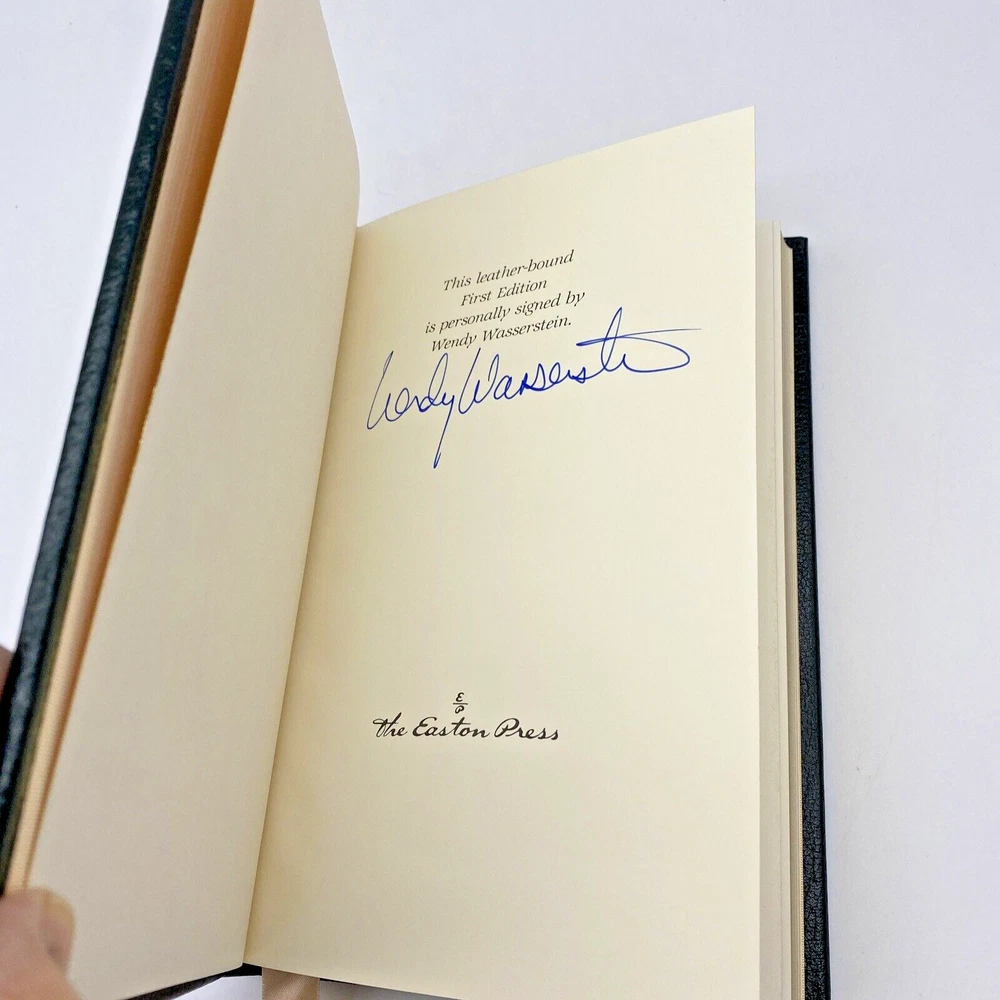 This leather-bound
First Edition
is personally signed by
Wendy Wasserstein.
Wendy Wasserstein
E
P
The Easton Press